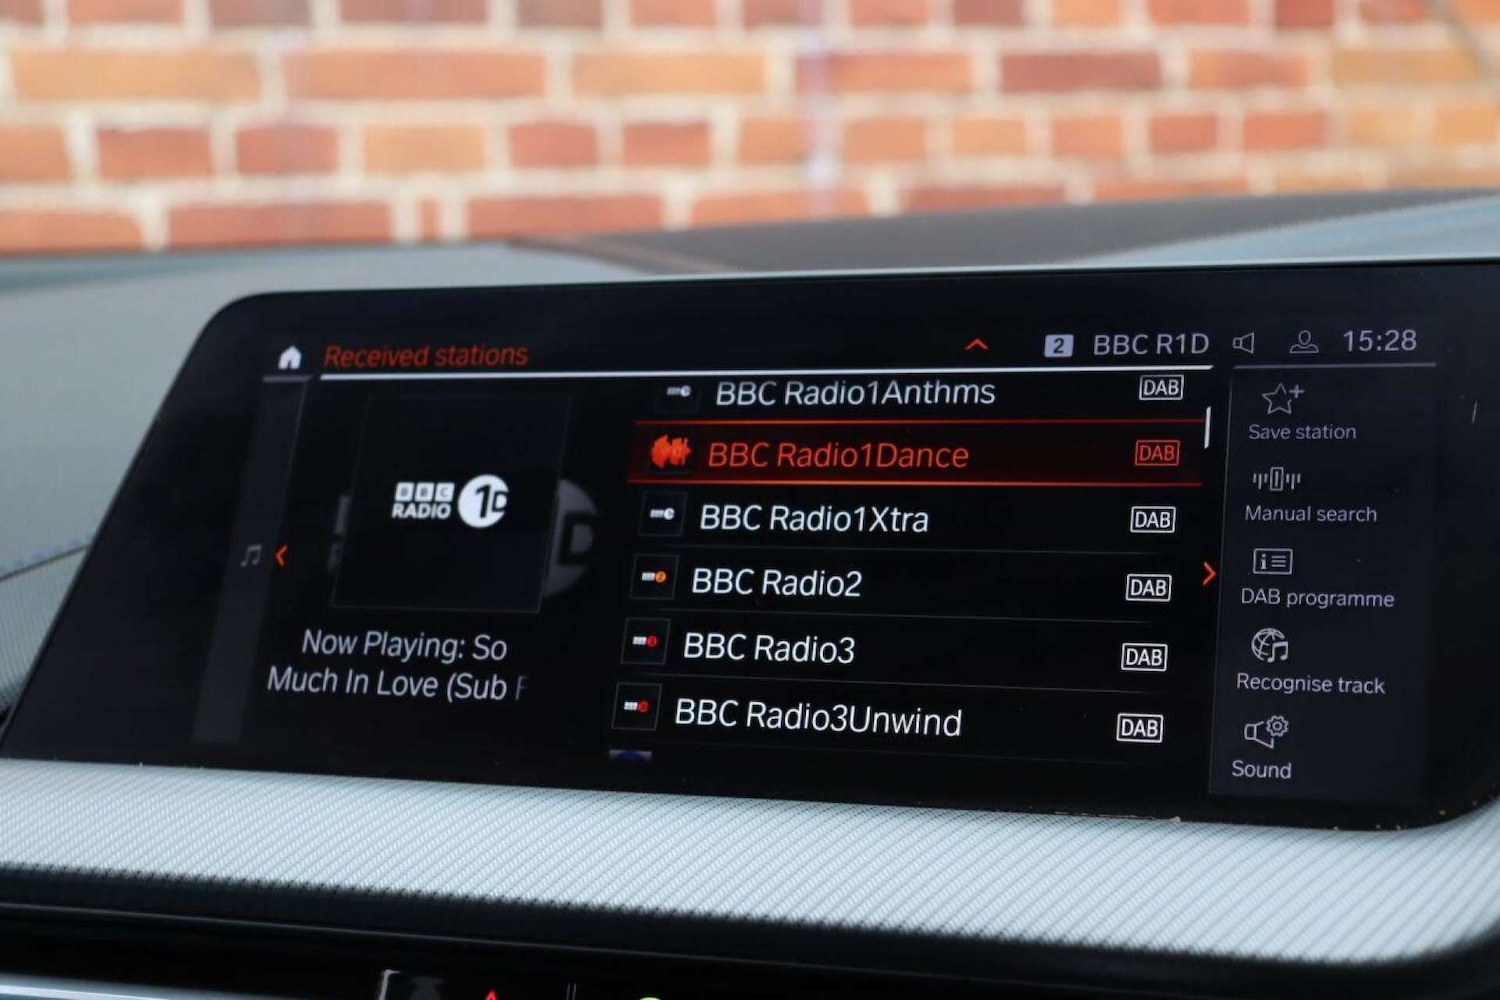 Received stations
2 BBC R1D 15:28
BBC Radio1Anthms DAB
BBC Radio1Dance DAB
BBC Radio1Xtra DAB
BBC Radio2 DAB
BBC Radio3 DAB
BBC Radio3Unwind DAB
BBC
RADIO 1D
Now Playing: So
Much In Love (Sub F
Save station
Manual search
DAB programme
Recognise track
Sound